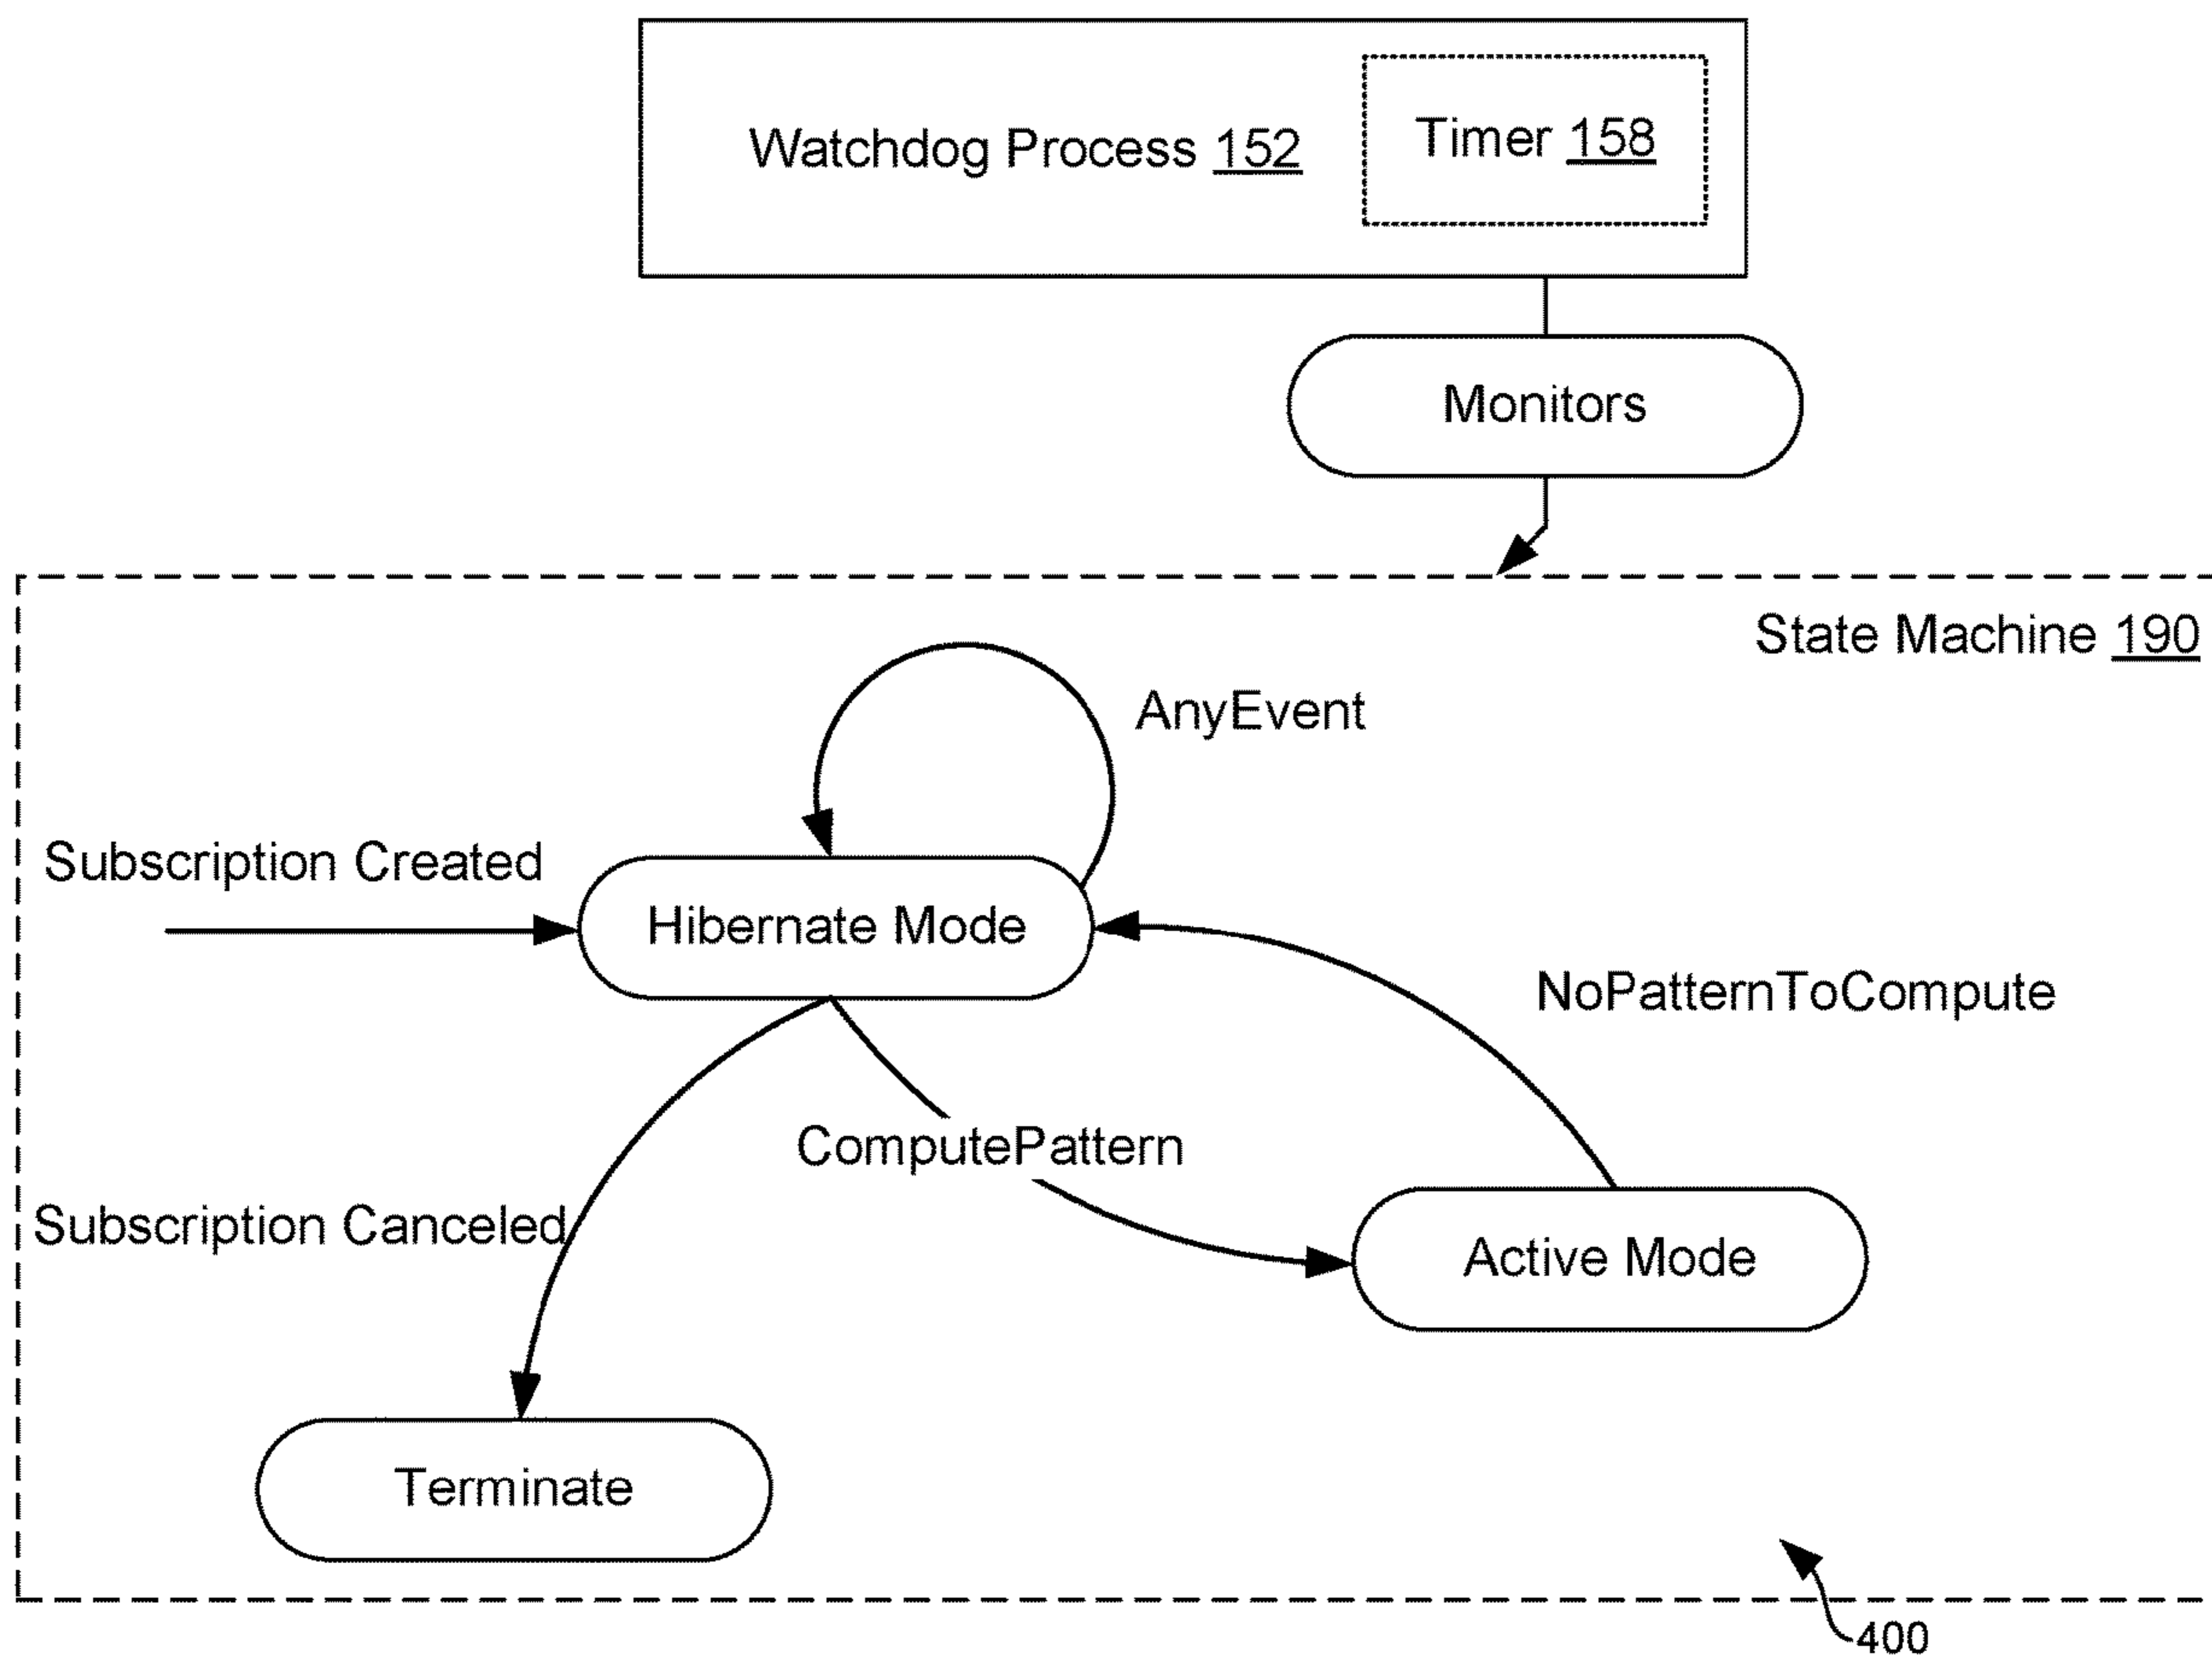 Watchdog Process 152
Timer 158
Monitors
State Machine 190
AnyEvent
Subscription Created
Hibernate Mode
NoPatternToCompute
ComputePattern
Subscription Canceled
Active Mode
Terminate
400